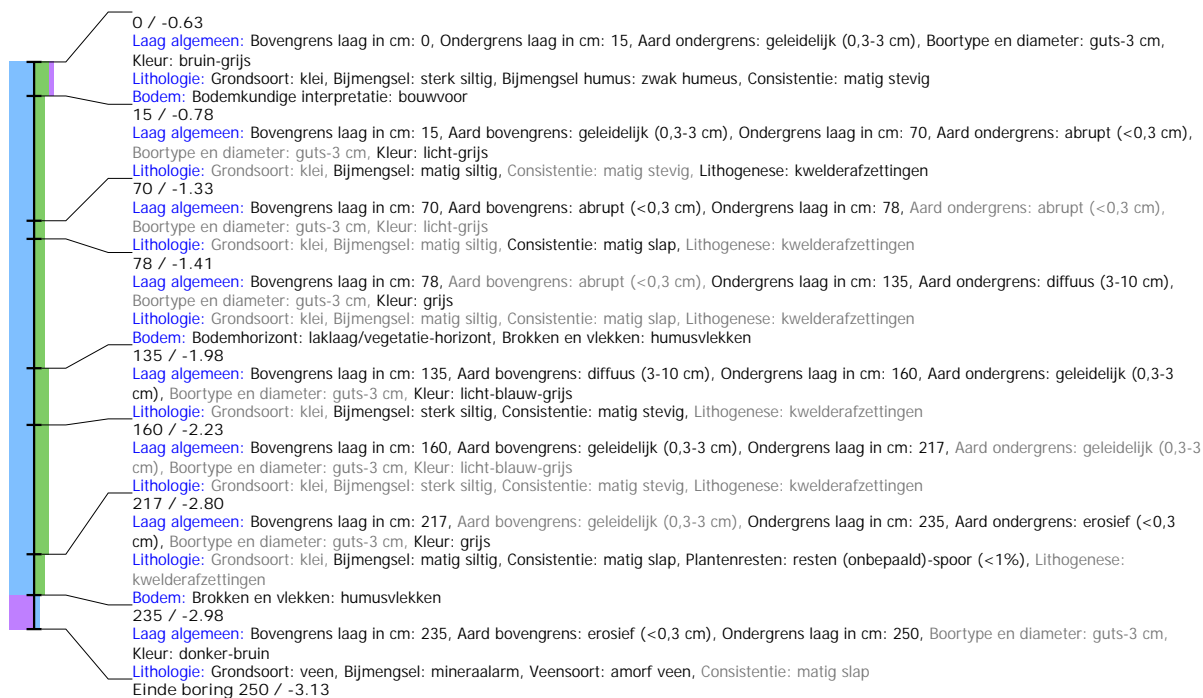 0 / -0.63
Laag algemeen: Bovengrens laag in cm: 0, Ondergrens laag in cm: 15, Aard ondergrens: geleidelijk (0,3-3 cm), Boortype en diameter: guts-3 cm,
Kleur: bruin-grijs
Lithologie: Grondsoort: klei, Bijmengsel: sterk siltig, Bijmengsel humus: zwak humeus, Consistentie: matig stevig
Bodem: Bodemkundige interpretatie: bouwvoor
15 / -0.78
Laag algemeen: Bovengrens laag in cm: 15, Aard bovengrens: geleidelijk (0,3-3 cm), Ondergrens laag in cm: 70, Aard ondergrens: abrupt (<0,3 cm),
Boortype en diameter: guts-3 cm, Kleur: licht-grijs
Lithologie: Grondsoort: klei, Bijmengsel: matig siltig, Consistentie: matig stevig, Lithogenese: kwelderafzettingen
70 / -1.33
Laag algemeen: Bovengrens laag in cm: 70, Aard bovengrens: abrupt (<0,3 cm), Ondergrens laag in cm: 78, Aard ondergrens: abrupt (<0,3 cm),
Boortype en diameter: guts-3 cm, Kleur: licht-grijs
Lithologie: Grondsoort: klei, Bijmengsel: matig siltig, Consistentie: matig slap, Lithogenese: kwelderafzettingen
78 / -1.41
Laag algemeen: Bovengrens laag in cm: 78, Aard bovengrens: abrupt (<0,3 cm), Ondergrens laag in cm: 135, Aard ondergrens: diffuus (3-10 cm),
Boortype en diameter: guts-3 cm, Kleur: grijs
Lithologie: Grondsoort: klei, Bijmengsel: matig siltig, Consistentie: matig slap, Lithogenese: kwelderafzettingen
Bodem: Bodemhorizont: laklaag/vegetatie-horizont, Brokken en vlekken: humusvlekken
135 / -1.98
Laag algemeen: Bovengrens laag in cm: 135, Aard bovengrens: diffuus (3-10 cm), Ondergrens laag in cm: 160, Aard ondergrens: geleidelijk (0,3-3
cm), Boortype en diameter: guts-3 cm, Kleur: licht-blauw-grijs
Lithologie: Grondsoort: klei, Bijmengsel: sterk siltig, Consistentie: matig stevig, Lithogenese: kwelderafzettingen
160 / -2.23
Laag algemeen: Bovengrens laag in cm: 160, Aard bovengrens: geleidelijk (0,3-3 cm), Ondergrens laag in cm: 217, Aard ondergrens: geleidelijk (0,3-3
cm), Boortype en diameter: guts-3 cm, Kleur: licht-blauw-grijs
Lithologie: Grondsoort: klei, Bijmengsel: sterk siltig, Consistentie: matig stevig, Lithogenese: kwelderafzettingen
217 / -2.80
Laag algemeen: Bovengrens laag in cm: 217, Aard bovengrens: geleidelijk (0,3-3 cm), Ondergrens laag in cm: 235, Aard ondergrens: erosief (<0,3
cm), Boortype en diameter: guts-3 cm, Kleur: grijs
Lithologie: Grondsoort: klei, Bijmengsel: matig siltig, Consistentie: matig slap, Plantenresten: resten (onbepaald)-spoor (<1%), Lithogenese:
kwelderafzettingen
Bodem: Brokken en vlekken: humusvlekken
235 / -2.98
Laag algemeen: Bovengrens laag in cm: 235, Aard bovengrens: erosief (<0,3 cm), Ondergrens laag in cm: 250, Boortype en diameter: guts-3 cm,
Kleur: donker-bruin
Lithologie: Grondsoort: veen, Bijmengsel: mineraalarm, Veensoort: amorf veen, Consistentie: matig slap
Einde boring 250 / -3.13